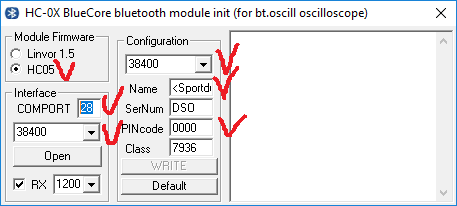 HC-0X BlueCore bluetooth module init (for bt.oscill oscilloscope)
Module Firmware
Linvor 1.5
HC05
Interface
COMPORT 28
38400
Open
RX 1200
Configuration
38400
Name <Sportd
SerNum DSO
PINcode 0000
Class 7936
WRITE
Default